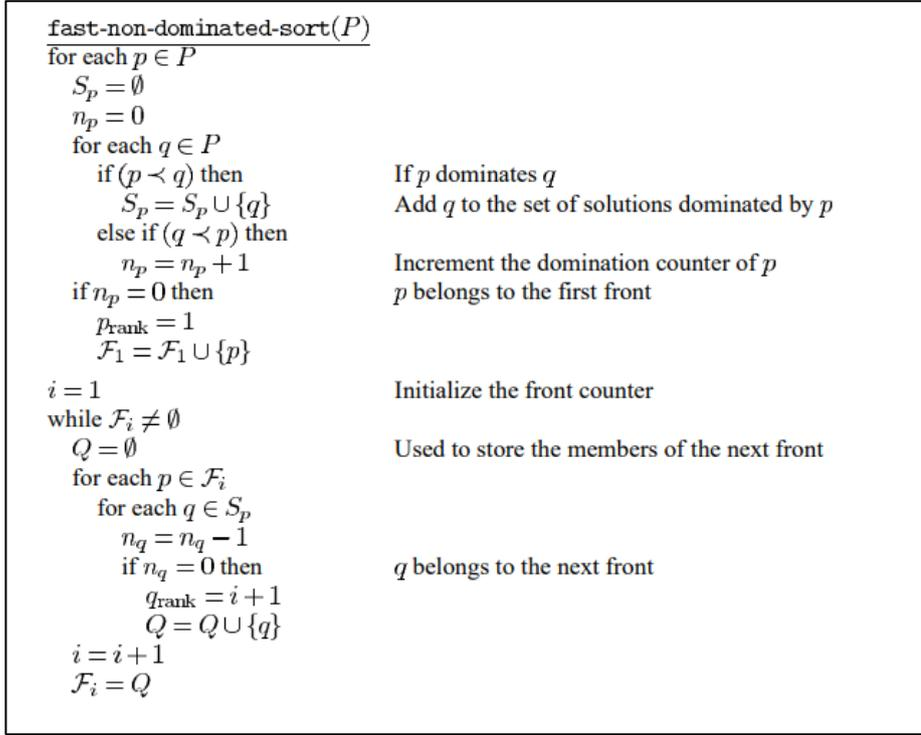 fast-non-dominated-sort(P)
for each p ∈ P
S_p = ∅
n_p = 0
for each q ∈ P
if (p ≺ q) then If p dominates q
S_p = S_p ∪ {q} Add q to the set of solutions dominated by p
else if (q ≺ p) then
n_p = n_p + 1 Increment the domination counter of p
if n_p = 0 then p belongs to the first front
p_rank = 1
ℱ_1 = ℱ_1 ∪ {p}
i = 1 Initialize the front counter
while ℱ_i ≠ ∅
Q = ∅ Used to store the members of the next front
for each p ∈ ℱ_i
for each q ∈ S_p
n_q = n_q − 1
if n_q = 0 then q belongs to the next front
q_rank = i + 1
Q = Q ∪ {q}
i = i + 1
ℱ_i = Q